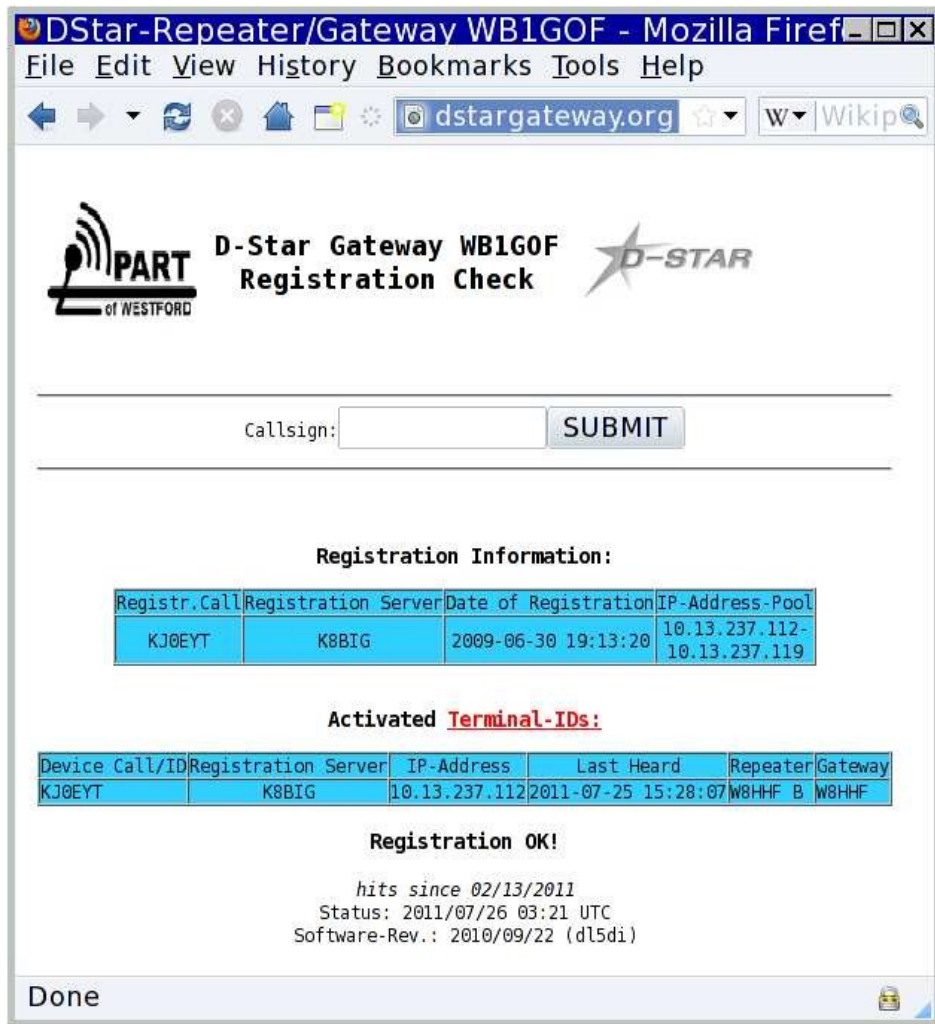 DStar-Repeater/Gateway WB1GOF - Mozilla Firef
File Edit View History Bookmarks Tools Help
dstargateway.org W Wikip
PART
of WESTFORD
D-Star Gateway WB1GOF
Registration Check
D-STAR
Callsign: SUBMIT
Registration Information:
Registr.Call Registration Server Date of Registration IP-Address-Pool
KJ0EYT K8BIG 2009-06-30 19:13:20 10.13.237.112-
10.13.237.119
Activated Terminal-IDs:
Device Call/ID Registration Server IP-Address Last Heard Repeater Gateway
KJ0EYT K8BIG 10.13.237.112 2011-07-25 15:28:07 W8HHF B W8HHF
Registration OK!
hits since 02/13/2011
Status: 2011/07/26 03:21 UTC
Software-Rev.: 2010/09/22 (dl5di)
Done